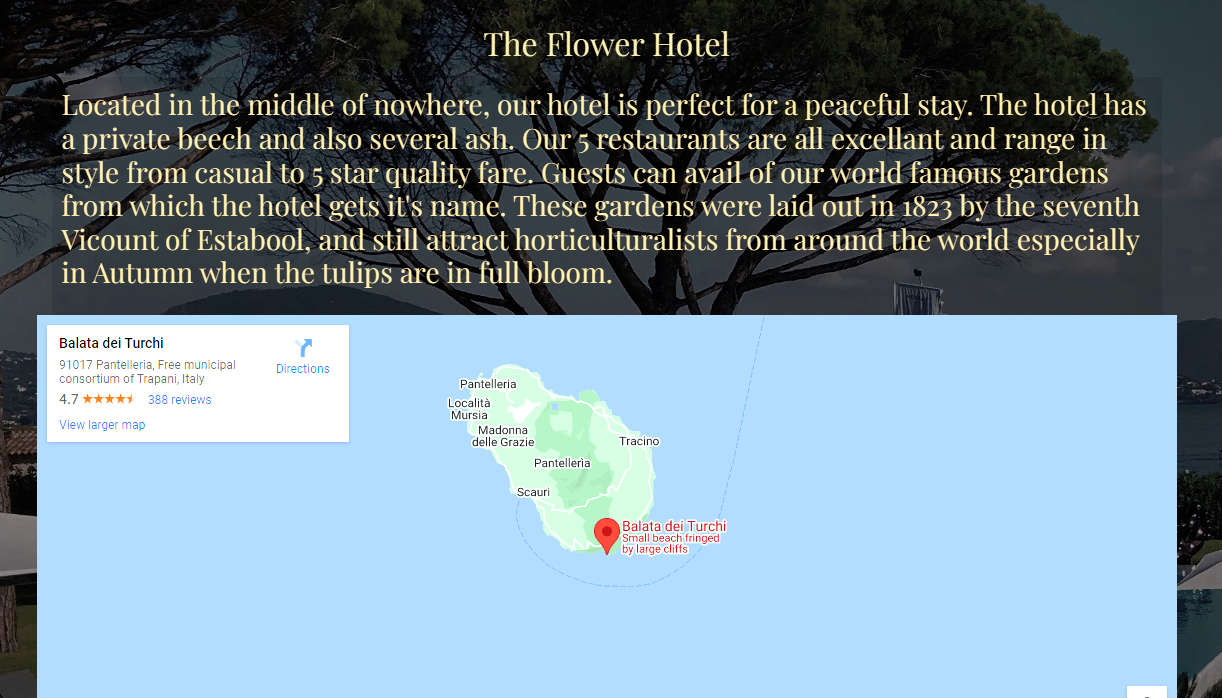 The Flower Hotel
Located in the middle of nowhere, our hotel is perfect for a peaceful stay. The hotel has
a private beech and also several ash. Our 5 restaurants are all excellant and range in
style from casual to 5 star quality fare. Guests can avail of our world famous gardens
from which the hotel gets it's name. These gardens were laid out in 1823 by the seventh
Vicount of Estabool, and still attract horticulturalists from around the world especially
in Autumn when the tulips are in full bloom.
Balata dei Turchi
91017 Pantelleria, Free municipal
consortium of Trapani, Italy
Directions
4.7 388 reviews
View larger map
Pantelleria
Località
Mursia
Madonna
delle Grazie
Tracino
Pantelleria
Scauri
Balata dei Turchi
Small beach fringed
by large cliffs